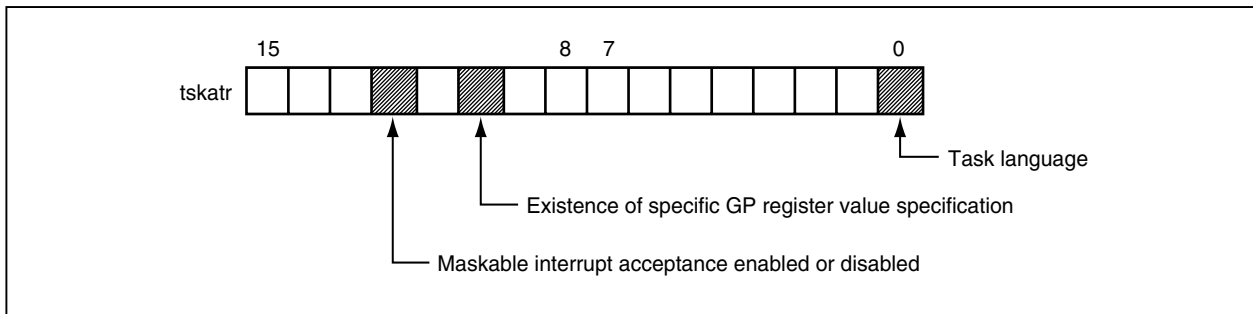 15 8 7 0
tskatr
Task language
Existence of specific GP register value specification
Maskable interrupt acceptance enabled or disabled